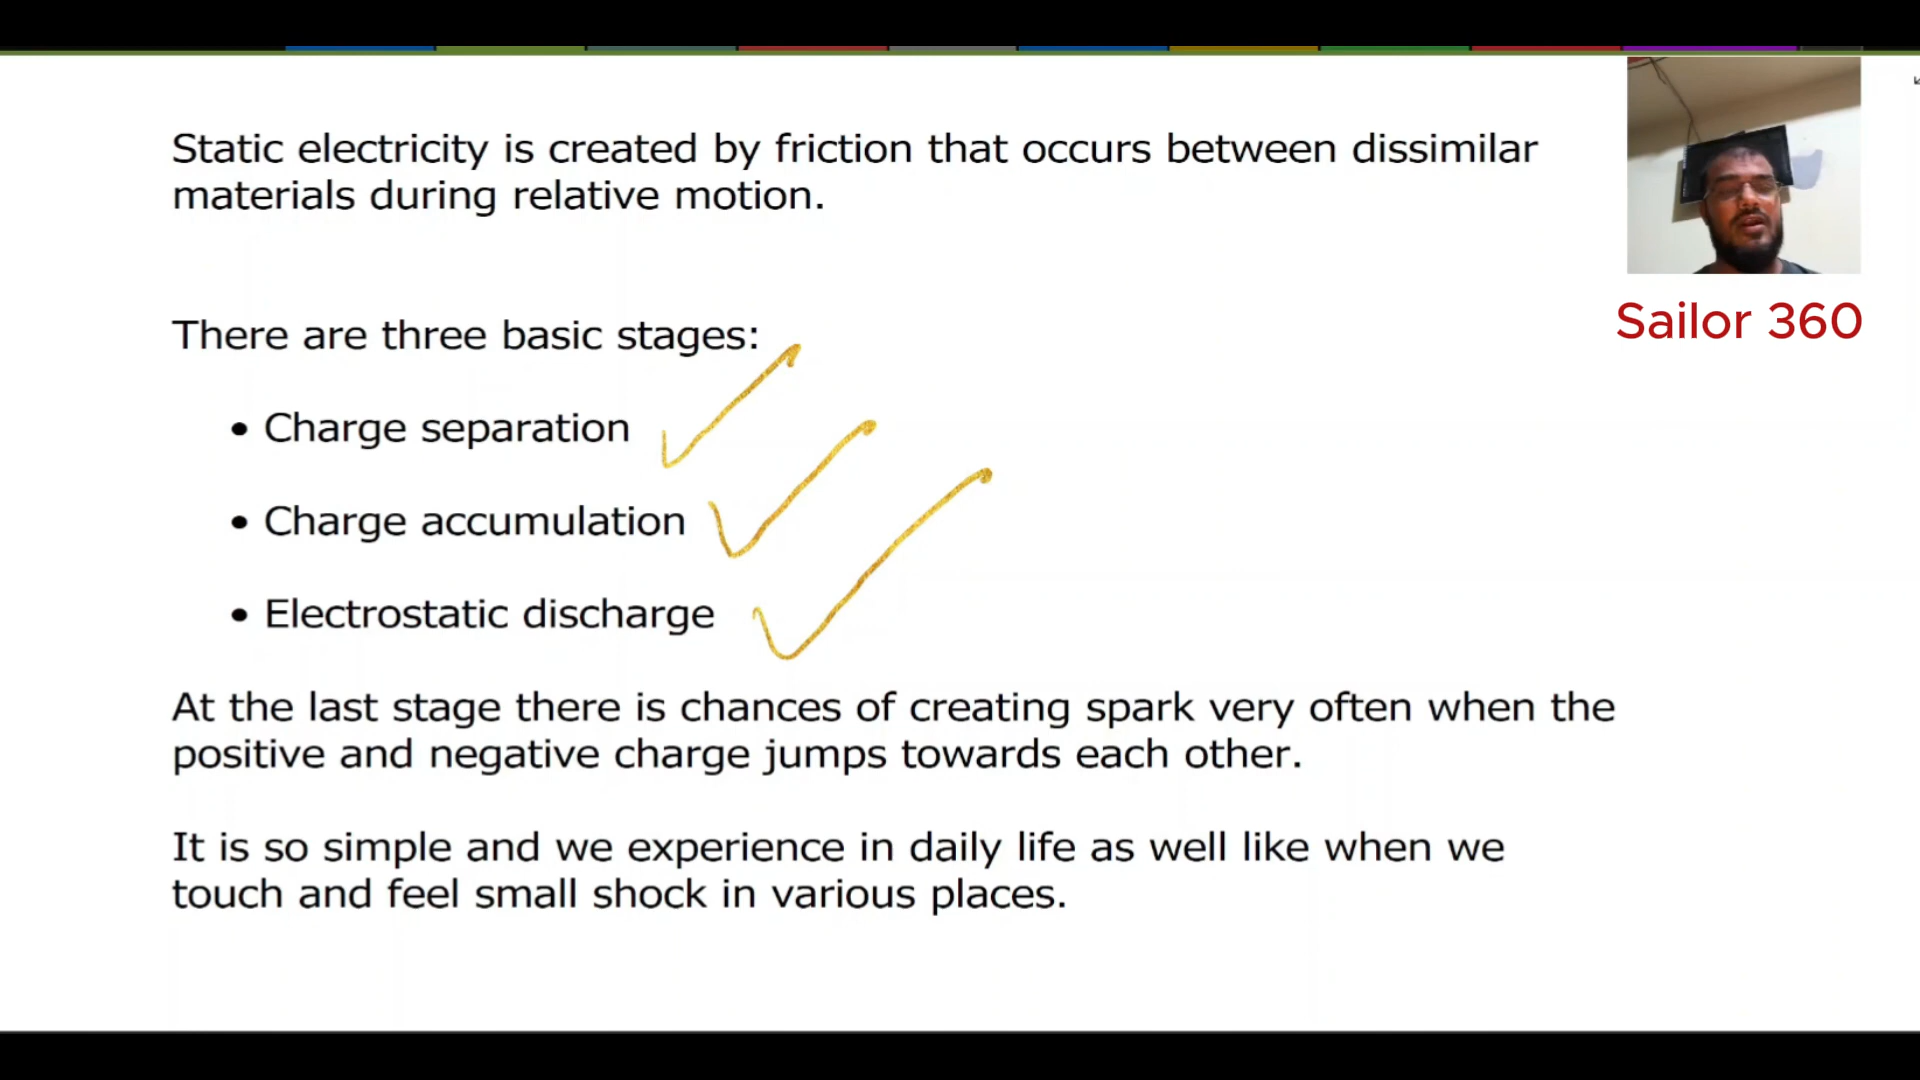 Static electricity is created by friction that occurs between dissimilar
materials during relative motion.
Sailor 360
There are three basic stages:
• Charge separation
• Charge accumulation
• Electrostatic discharge
At the last stage there is chances of creating spark very often when the
positive and negative charge jumps towards each other.
It is so simple and we experience in daily life as well like when we
touch and feel small shock in various places.